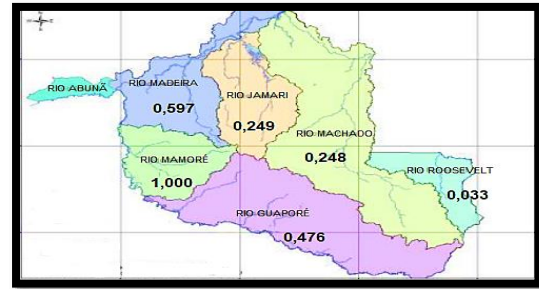 RIO ABUNÃ
RIO MADEIRA
0,597
RIO JAMARI
0,249
RIO MACHADO
0,248
RIO MAMORÉ
1,000
RIO ROOSEVELT
0,033
RIO GUAPORÉ
0,476